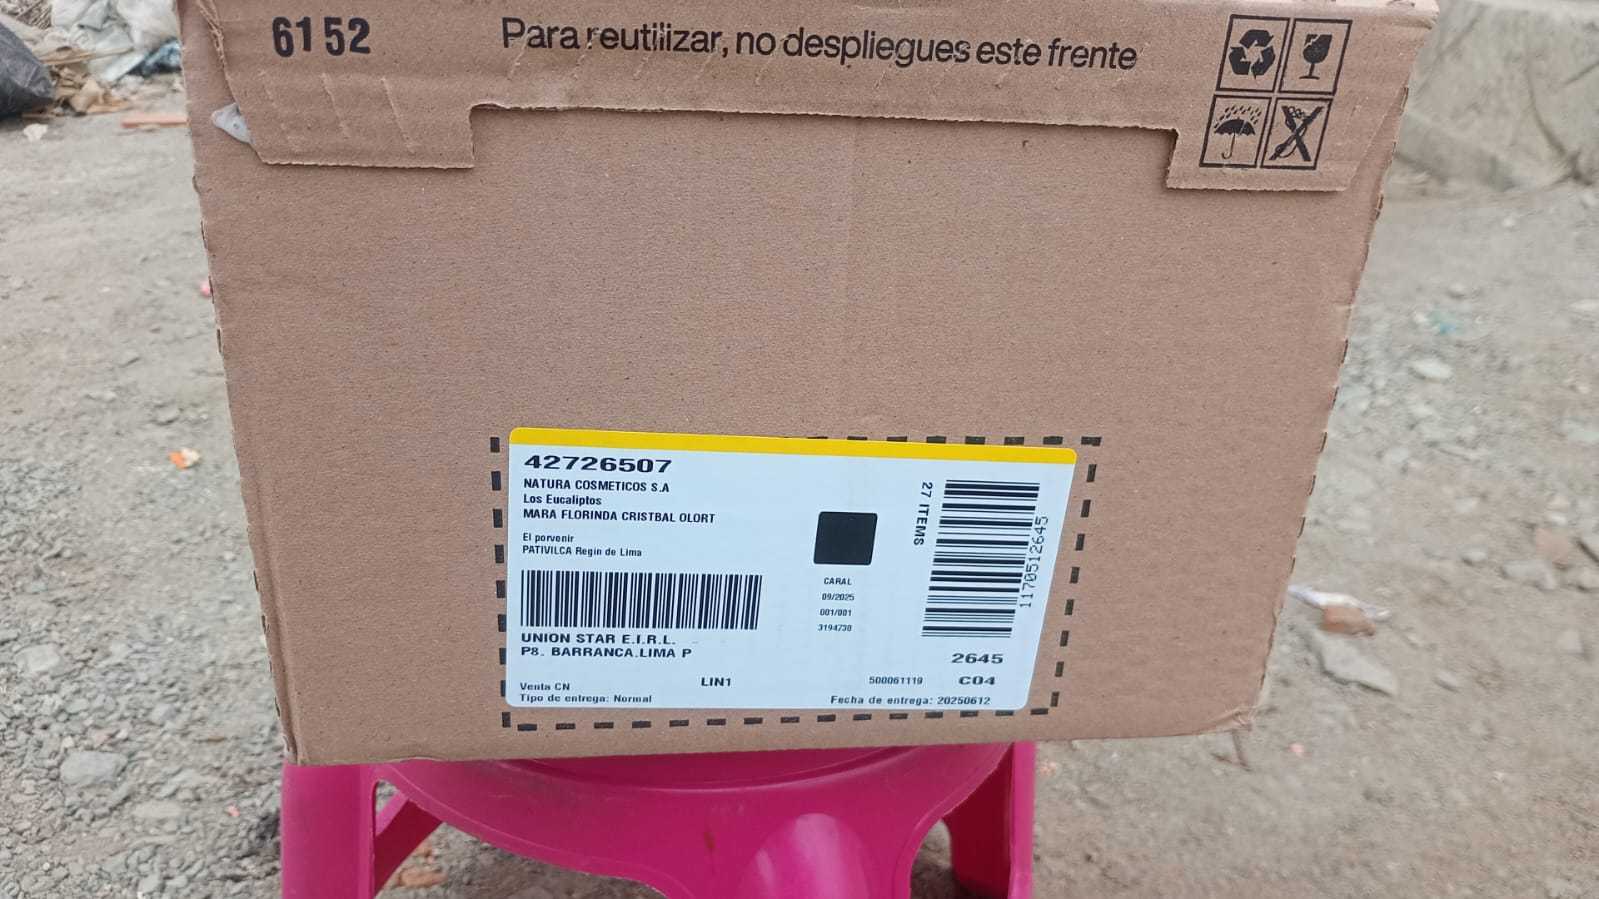 6152
Para reutilizar, no despliegues este frente
42726507
NATURA COSMETICOS S.A
Los Eucaliptos
MARA FLORINDA CRISTBAL OLORT
El porvenir
PATIVILCA Regin de Lima
CARAL
09/2025
001/001
3194730
27 ITEMS
1170512645
UNION STAR E.I.R.L.
P8. BARRANCA.LIMA P
2645
LIN1
500061119
C04
Venta CN
Tipo de entrega: Normal
Fecha de entrega: 20250612